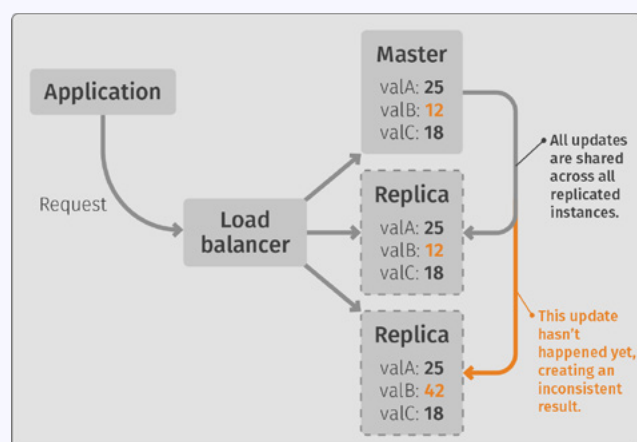 Application
Request
Load
balancer
Master
valA: 25
valB: 12
valC: 18
Replica
valA: 25
valB: 12
valC: 18
Replica
valA: 25
valB: 42
valC: 18
All updates
are shared
across all
replicated
instances.
This update
hasn't
happened yet,
creating an
inconsistent
result.